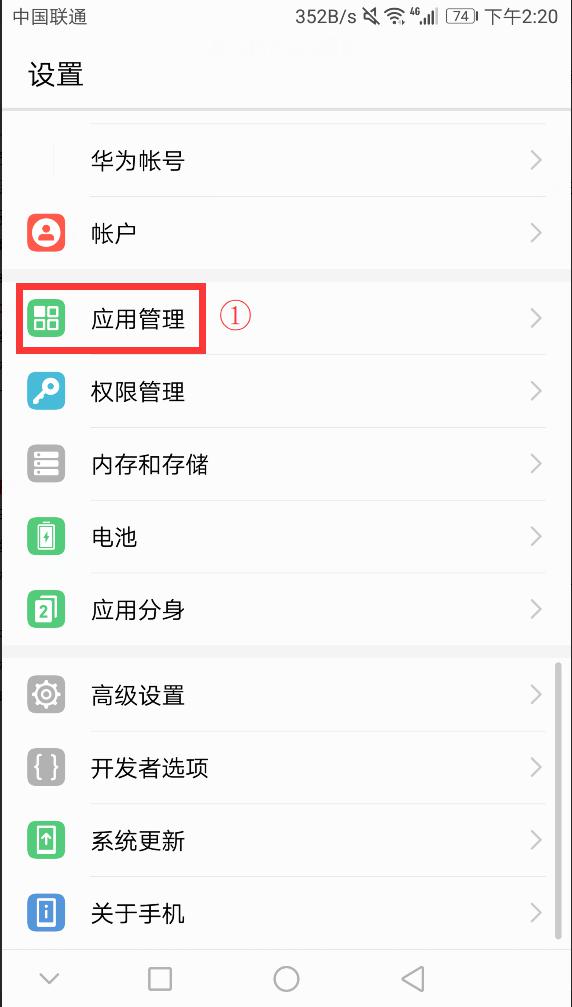 中国联通 352B/s 4G 74 下午2:20
设置
华为帐号
帐户
应用管理 ①
权限管理
内存和存储
电池
2 应用分身
高级设置
{ } 开发者选项
系统更新
关于手机